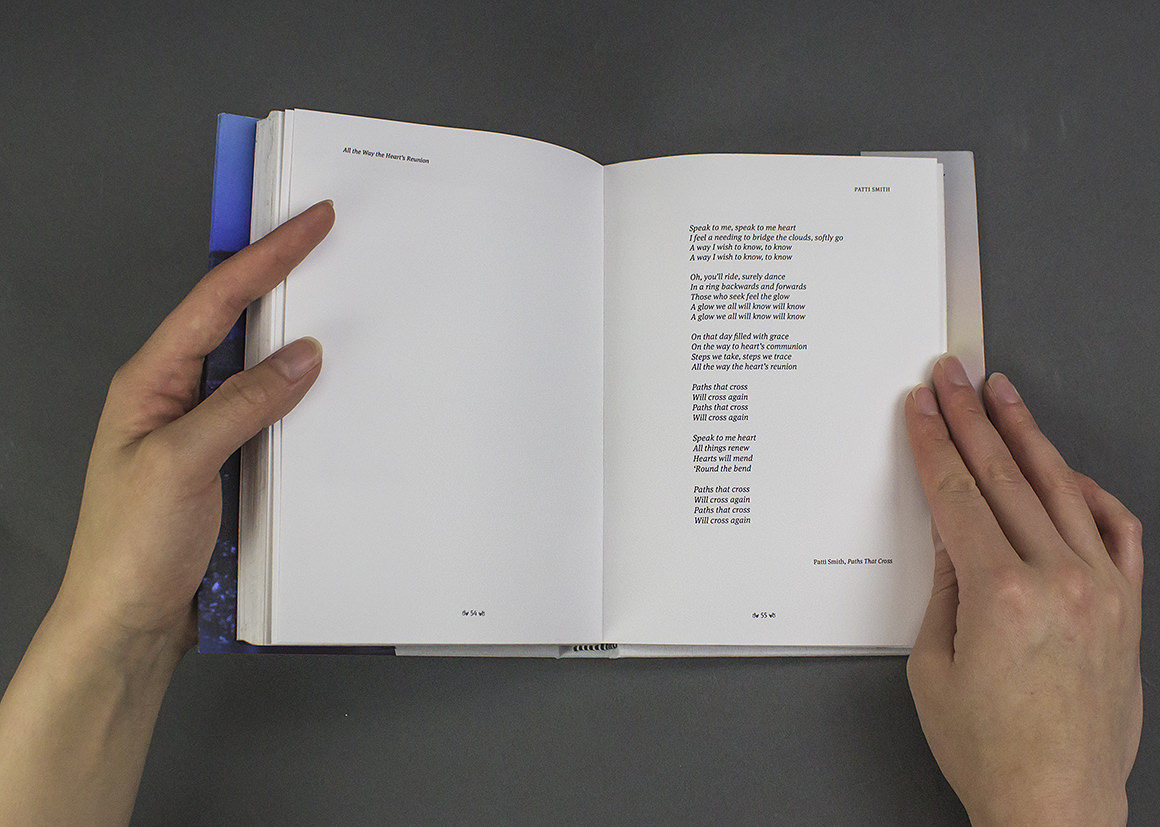 All the Way the Heart's Reunion
54
PATTI SMITH
Speak to me, speak to me heart
I feel a needing to bridge the clouds, softly go
A way I wish to know, to know
A way I wish to know, to know
Oh, you'll ride, surely dance
In a ring backwards and forwards
Those who seek feel the glow
A glow we all will know will know
A glow we all will know will know
On that day filled with grace
On the way to heart's communion
Steps we take, steps we trace
All the way the heart's reunion
Paths that cross
Will cross again
Paths that cross
Will cross again
Speak to me heart
All things renew
Hearts will mend
‘Round the bend
Paths that cross
Will cross again
Paths that cross
Will cross again
Patti Smith, Paths That Cross
55